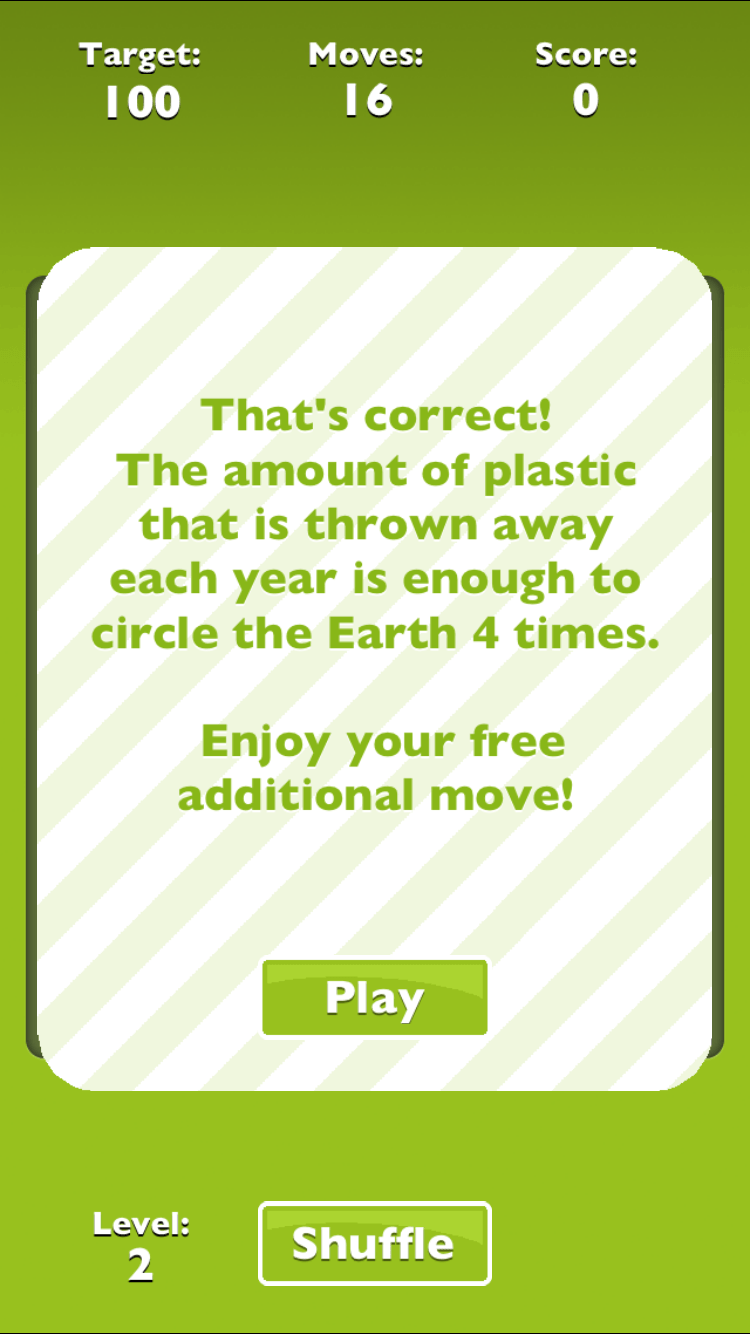 Target: Moves: Score:
100 16 0
That's correct!
The amount of plastic
that is thrown away
each year is enough to
circle the Earth 4 times.
Enjoy your free
additional move!
Play
Level:
2
Shuffle